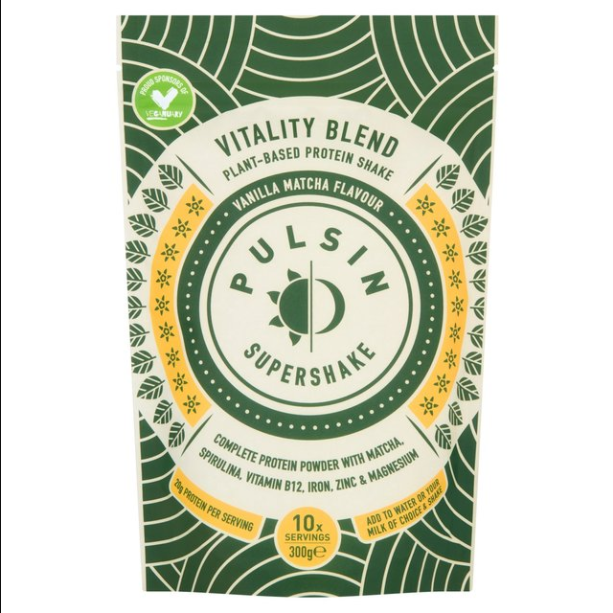 PROUD SPONSORS OF
VEGANUARY
VITALITY BLEND
PLANT-BASED PROTEIN SHAKE
VANILLA MATCHA FLAVOUR
PULSIN
SUPERSHAKE
COMPLETE PROTEIN POWDER WITH MATCHA,
SPIRULINA, VITAMIN B12, IRON, ZINC & MAGNESIUM
20g PROTEIN PER SERVING
10x
SERVINGS
300g℮
ADD TO WATER OR YOUR
MILK OF CHOICE & SHAKE